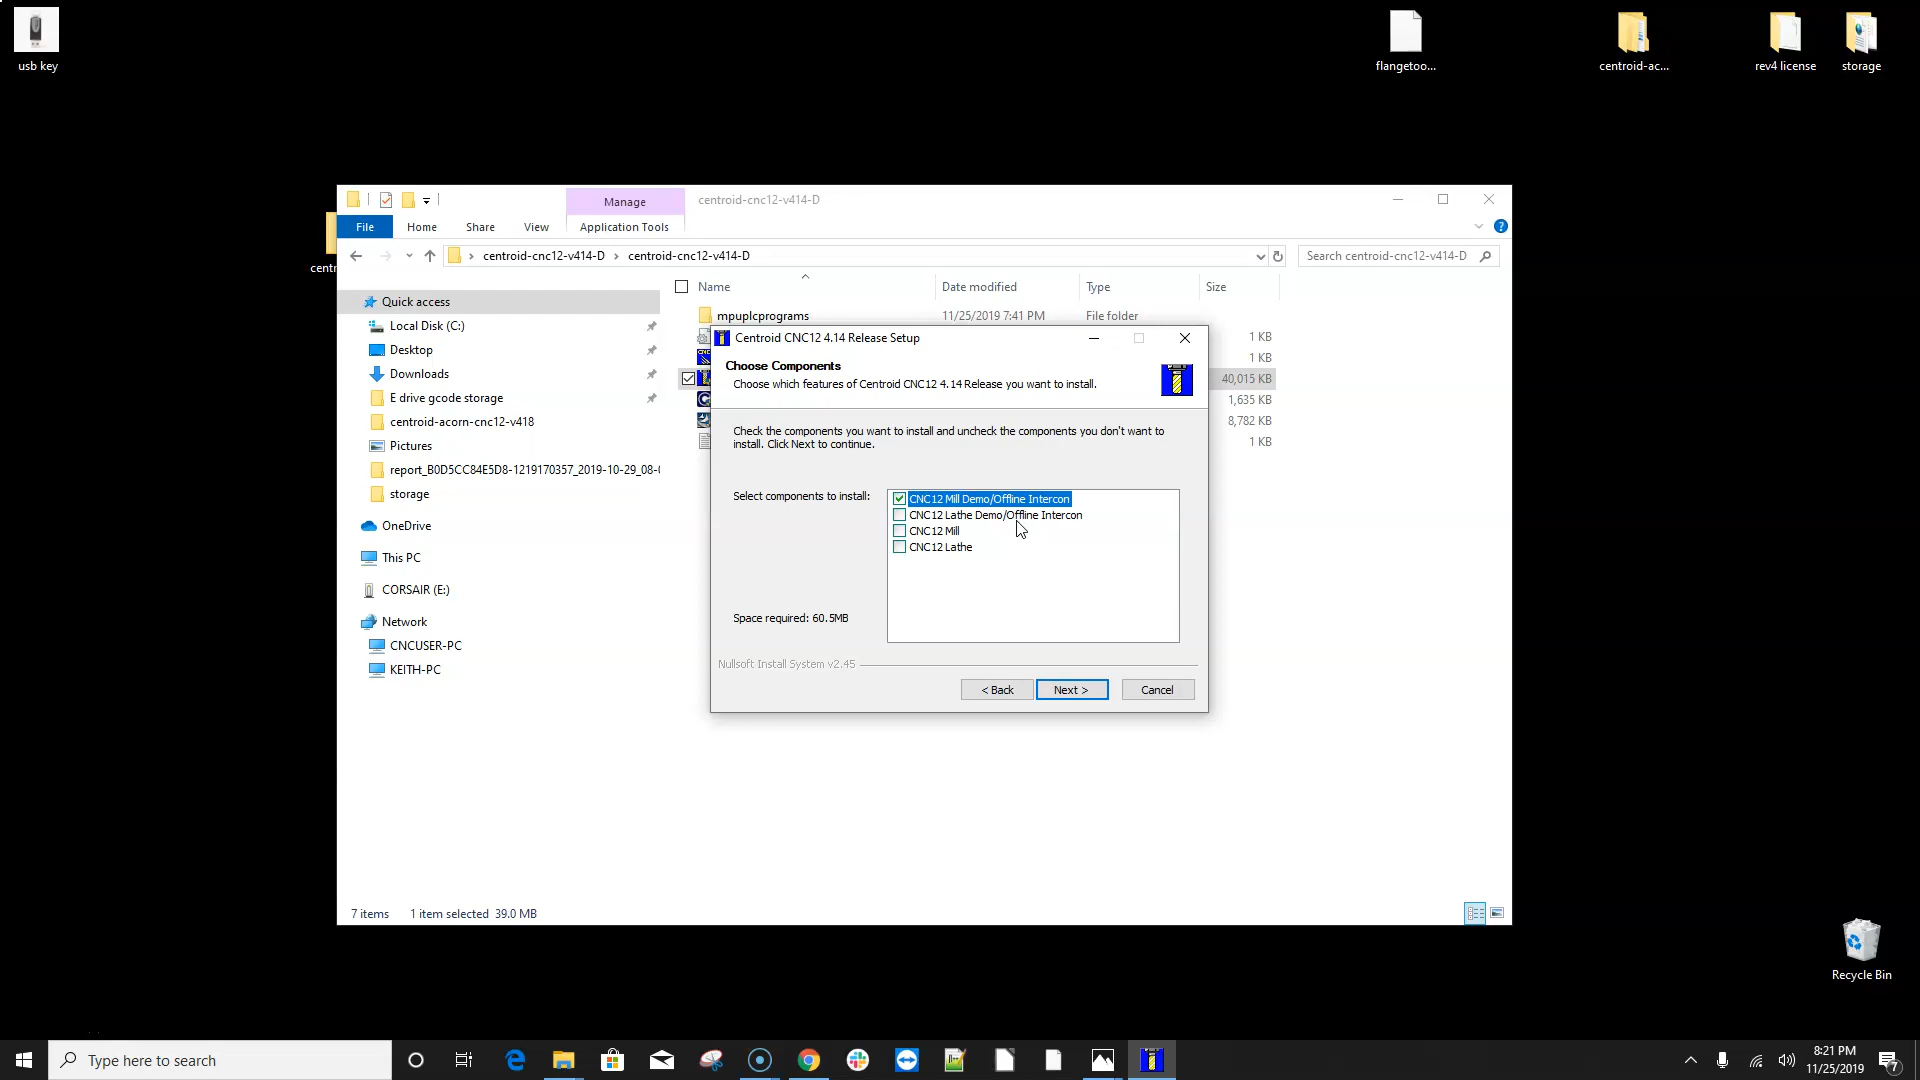 usb key
flangetoo...
centroid-ac...
rev4 license
storage
Manage
centroid-cnc12-v414-D
File
Home
Share
View
Application Tools
centroid-cnc12-v414-D
centroid-cnc12-v414-D
Search centroid-cnc12-v414-D
centr
Name
Date modified
Type
Size
Quick access
Local Disk (C:)
Desktop
Downloads
E drive gcode storage
centroid-acorn-cnc12-v418
Pictures
report_B0D5CC84E5D8-1219170357_2019-10-29_08-
storage
OneDrive
This PC
CORSAIR (E:)
Network
CNCUSER-PC
KEITH-PC
mpuplcprograms
11/25/2019 7:41 PM
File folder
1 KB
1 KB
40,015 KB
1,635 KB
8,782 KB
1 KB
Centroid CNC12 4.14 Release Setup
Choose Components
Choose which features of Centroid CNC12 4.14 Release you want to install.
Check the components you want to install and uncheck the components you don't want to
install. Click Next to continue.
Select components to install:
CNC12 Mill Demo/Offline Intercon
CNC12 Lathe Demo/Offline Intercon
CNC12 Mill
CNC12 Lathe
Space required: 60.5MB
Nullsoft Install System v2.45
< Back
Next >
Cancel
7 items
1 item selected 39.0 MB
Recycle Bin
Type here to search
8:21 PM
11/25/2019
7